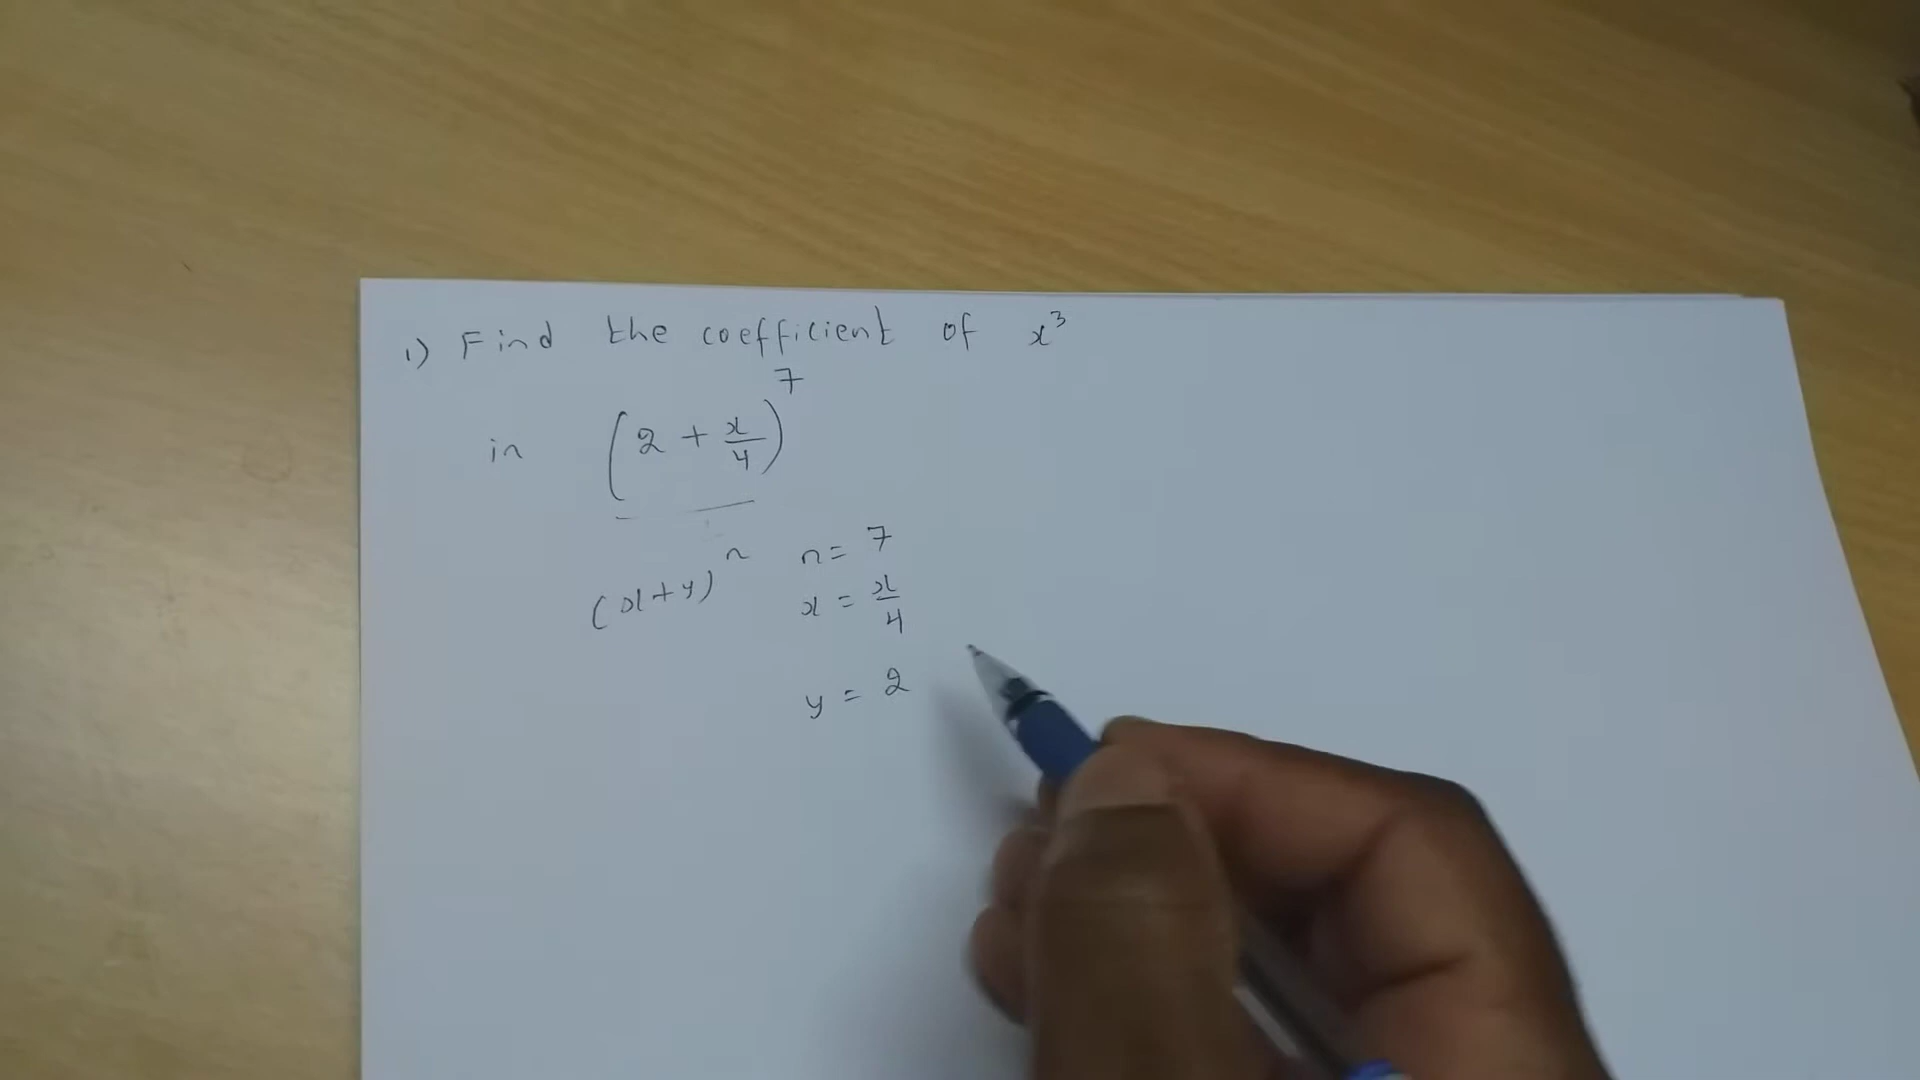 1) Find the coefficient of x³
in (2 + x/4)⁷
(x+y)ⁿ n = 7
x = x/4
y = 2